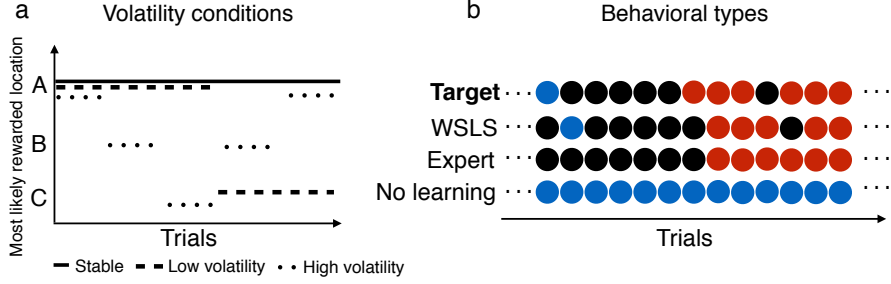 a
Volatility conditions
Most likely rewarded location
A
B
C
Trials
Stable
Low volatility
High volatility
b
Behavioral types
Target
WSLS
Expert
No learning
Trials